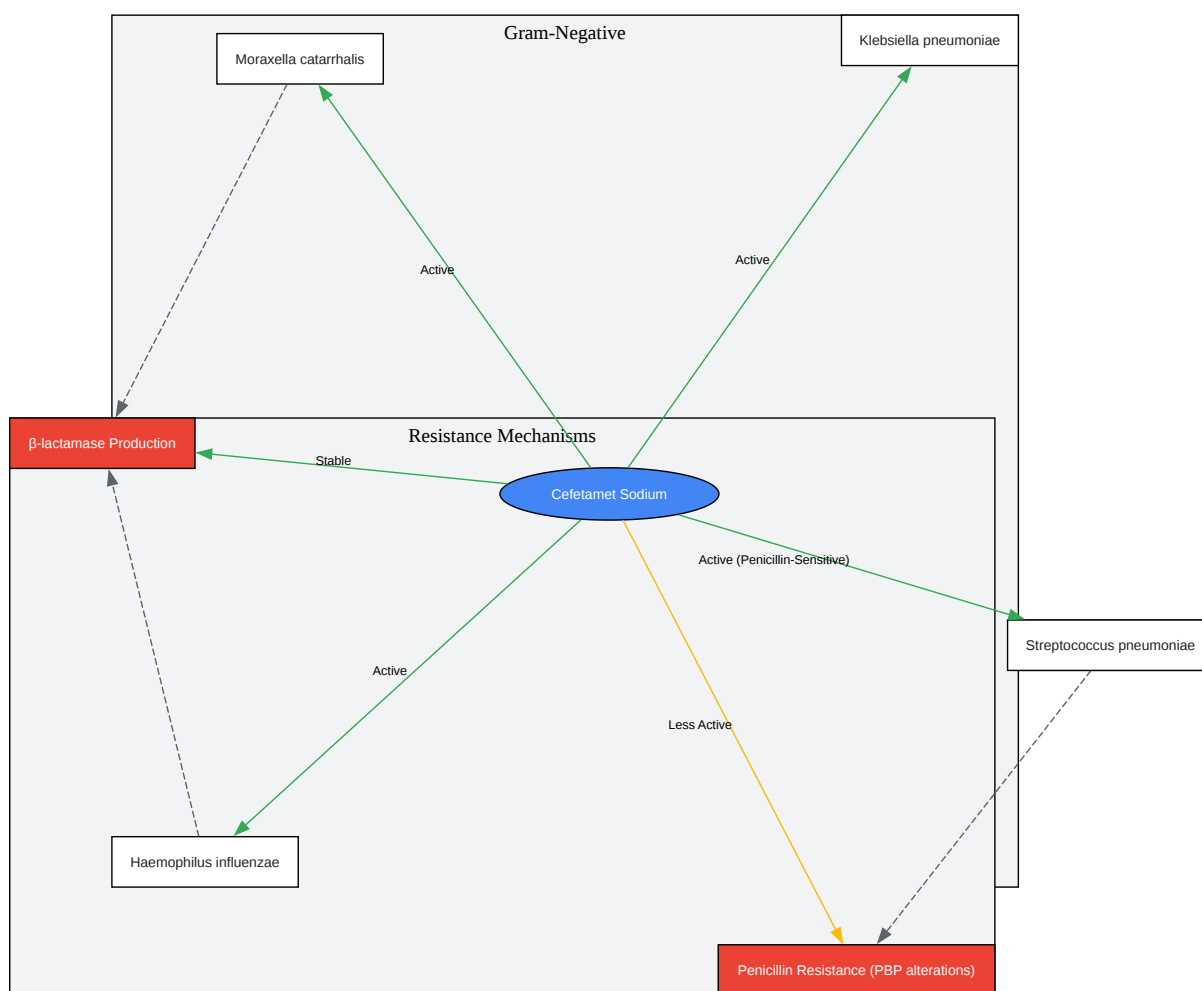 Gram-Negative
Klebsiella pneumoniae
Moraxella catarrhalis
Active
Active
Resistance Mechanisms
β-lactamase Production
Stable
Cefetamet Sodium
Active (Penicillin-Sensitive)
Streptococcus pneumoniae
Active
Less Active
Haemophilus influenzae
Penicillin Resistance (PBP alterations)